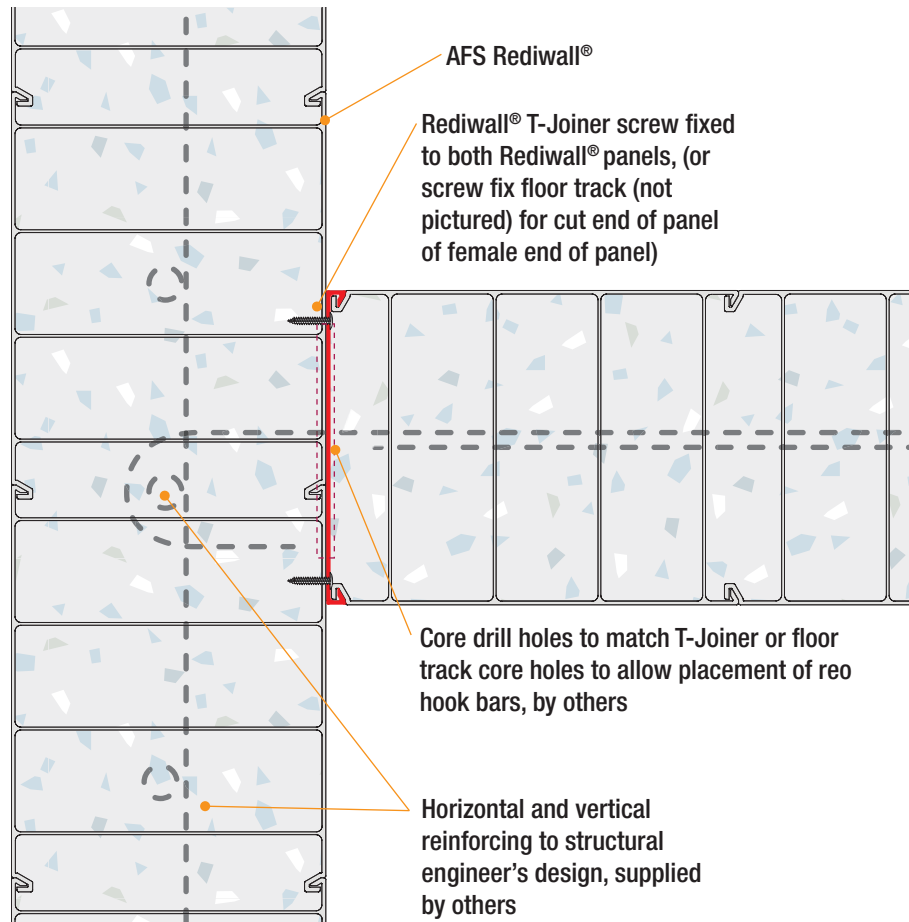 AFS Rediwall®
Rediwall® T-Joiner screw fixed
to both Rediwall® panels, (or
screw fix floor track (not
pictured) for cut end of panel
of female end of panel)
Core drill holes to match T-Joiner or floor
track core holes to allow placement of reo
hook bars, by others
Horizontal and vertical
reinforcing to structural
engineer’s design, supplied
by others